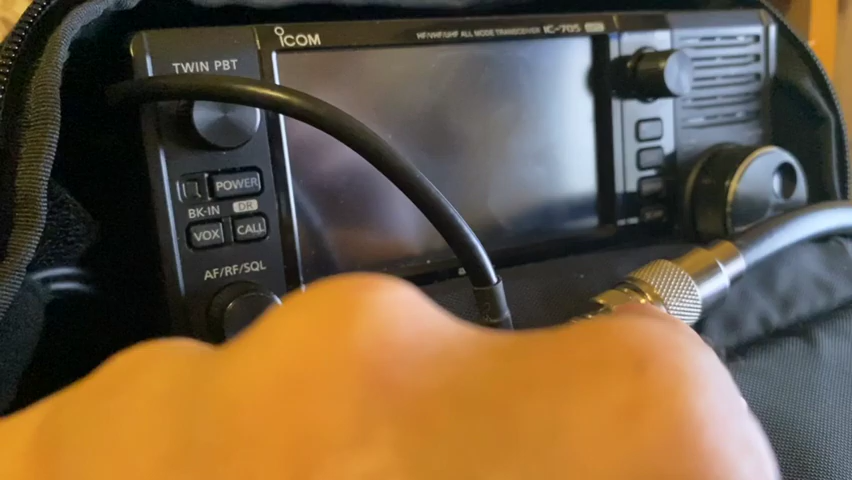 ICOM
HF/VHF/UHF ALL MODE TRANSCEIVER IC-705
TWIN PBT
POWER
BK-IN DR
VOX CALL
AF/RF/SQL